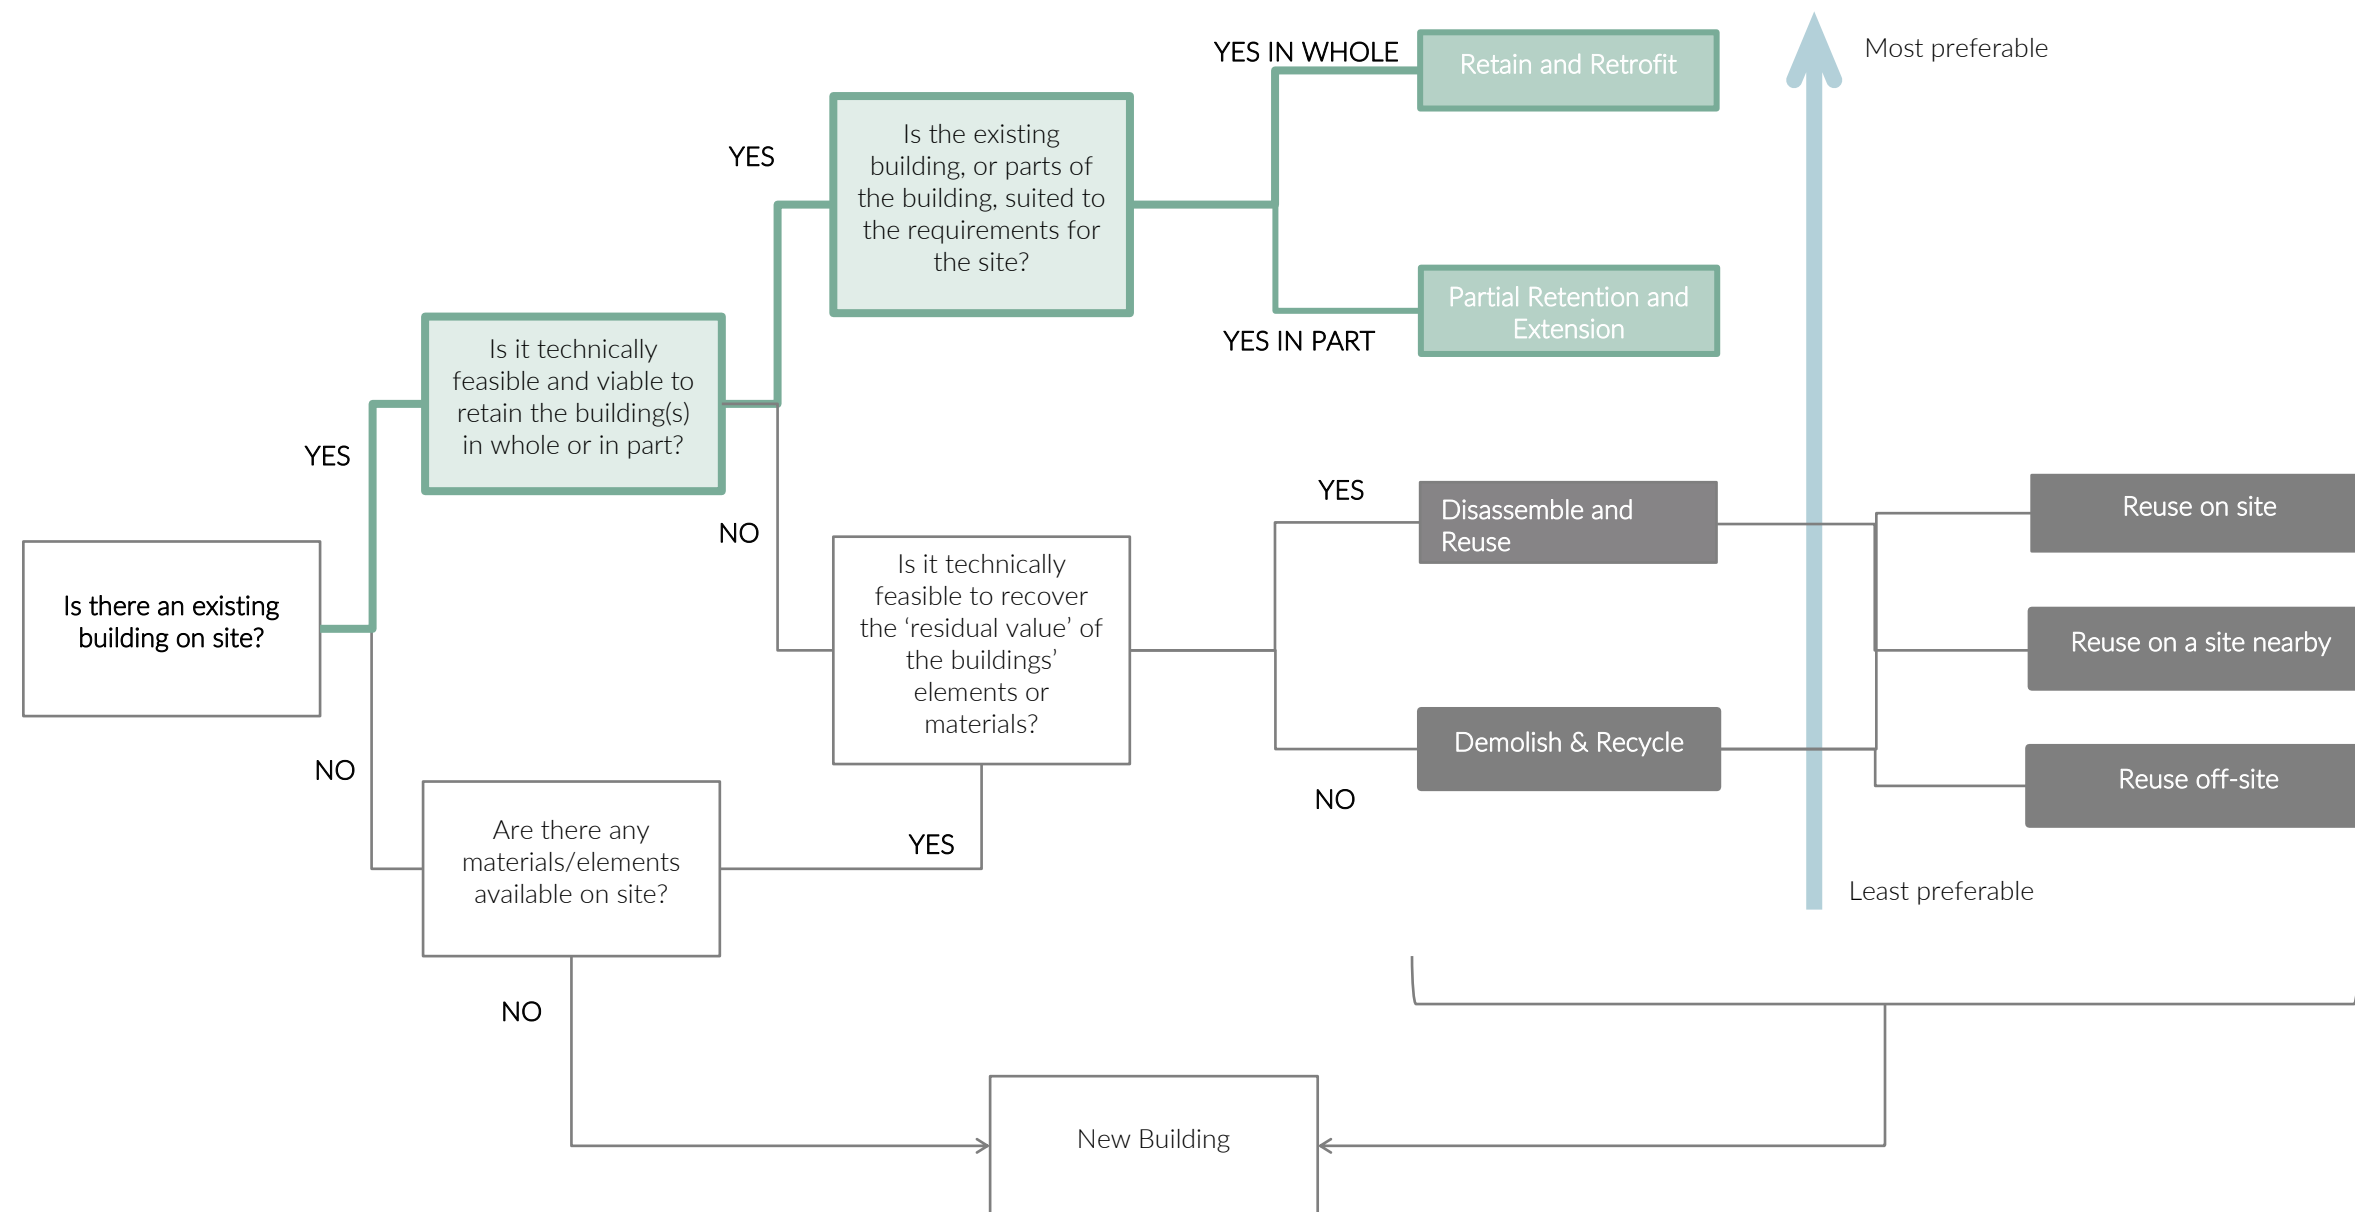 YES IN WHOLE
Retain and Retrofit
Most preferable
YES
Is the existing
building, or parts of
the building, suited to
the requirements for
the site?
Partial Retention and
Extension
YES IN PART
Is it technically
feasible and viable to
retain the building(s)
in whole or in part?
YES
NO
YES
Disassemble and
Reuse
Reuse on site
Is there an existing
building on site?
Is it technically
feasible to recover
the ‘residual value’ of
the buildings’
elements or
materials?
Reuse on a site nearby
Demolish & Recycle
Reuse off-site
NO
NO
Are there any
materials/elements
available on site?
YES
Least preferable
NO
New Building